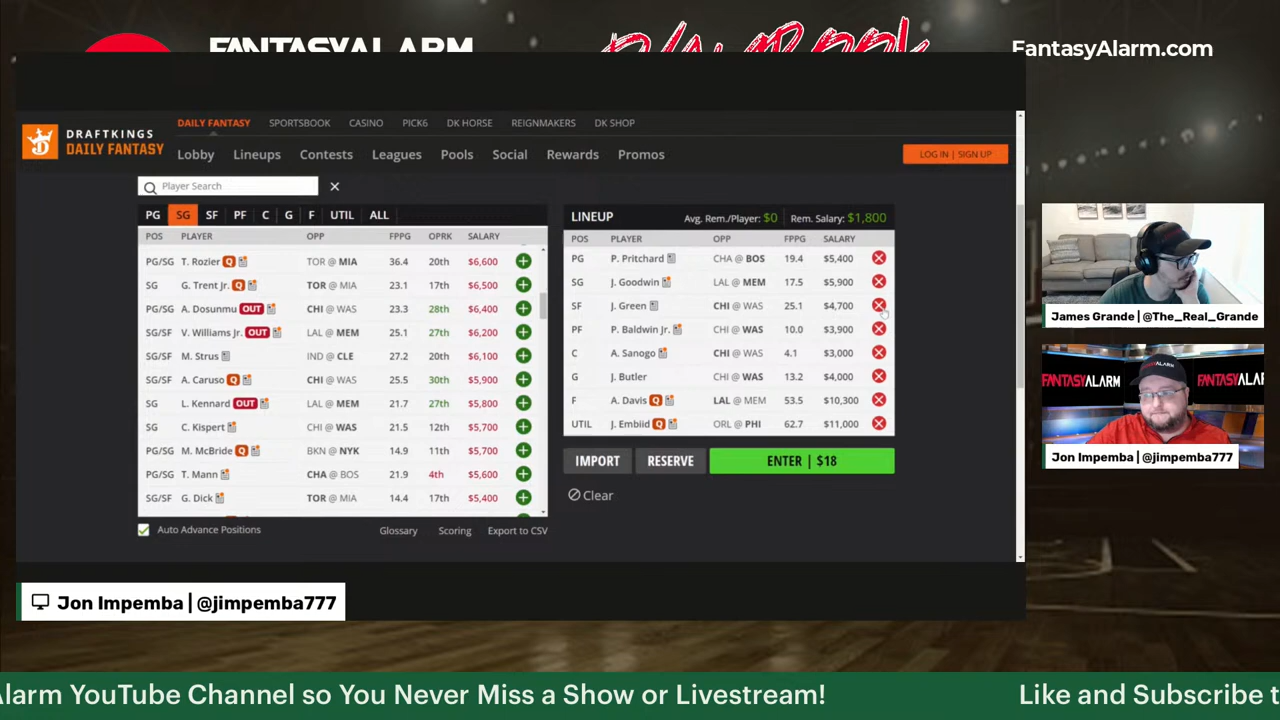 FANTASYALARM
PLAYBOOK
FantasyAlarm.com
DRAFTKINGS
DAILY FANTASY
DAILY FANTASY SPORTSBOOK CASINO PICK6 DK HORSE REIGNMAKERS DK SHOP
Lobby Lineups Contests Leagues Pools Social Rewards Promos
LOG IN | SIGN UP
Player Search
PG SG SF PF C G F UTIL ALL
POS PLAYER OPP FPPG OPRK SALARY
PG/SG T. Rozier Q TOR @ MIA 36.4 20th $6,600
SG G. Trent Jr. Q TOR @ MIA 23.1 17th $6,500
PG/SG A. Dosunmu OUT CHI @ WAS 23.3 28th $6,400
SG/SF V. Williams Jr. OUT LAL @ MEM 25.1 27th $6,200
SG/SF M. Strus IND @ CLE 27.2 20th $6,100
SG/SF A. Caruso Q CHI @ WAS 25.5 30th $5,900
SG L. Kennard OUT LAL @ MEM 21.7 27th $5,800
SG C. Kispert CHI @ WAS 21.5 12th $5,700
PG/SG M. McBride Q BKN @ NYK 14.9 11th $5,700
PG/SG T. Mann CHA @ BOS 21.9 4th $5,600
SG/SF G. Dick TOR @ MIA 14.4 17th $5,400
Auto Advance Positions
Glossary Scoring Export to CSV
LINEUP Avg. Rem./Player: $0 Rem. Salary: $1,800
POS PLAYER OPP FPPG SALARY
PG P. Pritchard CHA @ BOS 19.4 $5,400
SG J. Goodwin LAL @ MEM 17.5 $5,900
SF J. Green CHI @ WAS 25.1 $4,700
PF P. Baldwin Jr. CHI @ WAS 10.0 $3,900
C A. Sanogo CHI @ WAS 4.1 $3,000
G J. Butler CHI @ WAS 13.2 $4,000
F A. Davis Q LAL @ MEM 53.5 $10,300
UTIL J. Embiid Q ORL @ PHI 62.7 $11,000
IMPORT RESERVE ENTER | $18
Clear
James Grande | @The_Real_Grande
Jon Impemba | @jimpemba777
Jon Impemba | @jimpemba777
Alarm YouTube Channel so You Never Miss a Show or Livestream! Like and Subscribe t